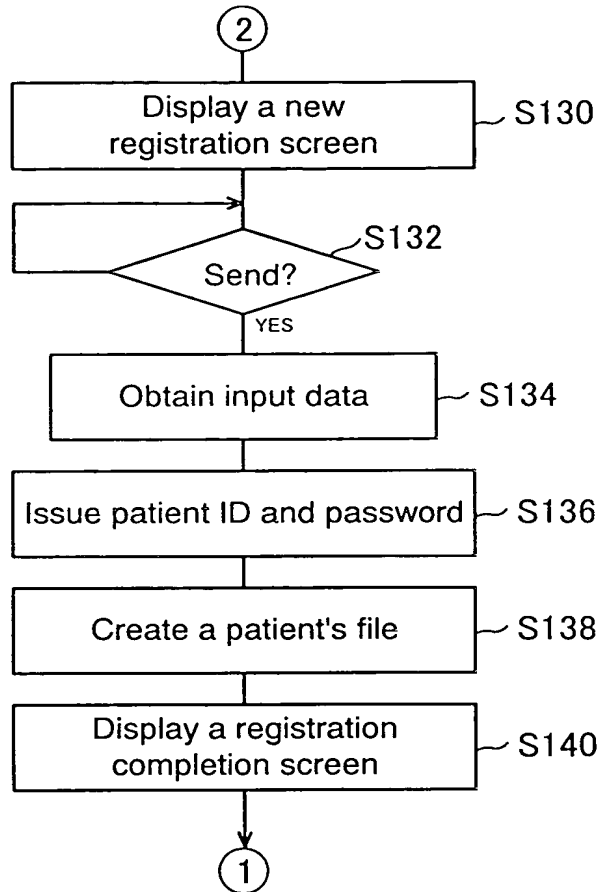 2
Display a new
registration screen
S130
S132
Send?
YES
Obtain input data
S134
Issue patient ID and password
S136
Create a patient's file
S138
Display a registration
completion screen
S140
1